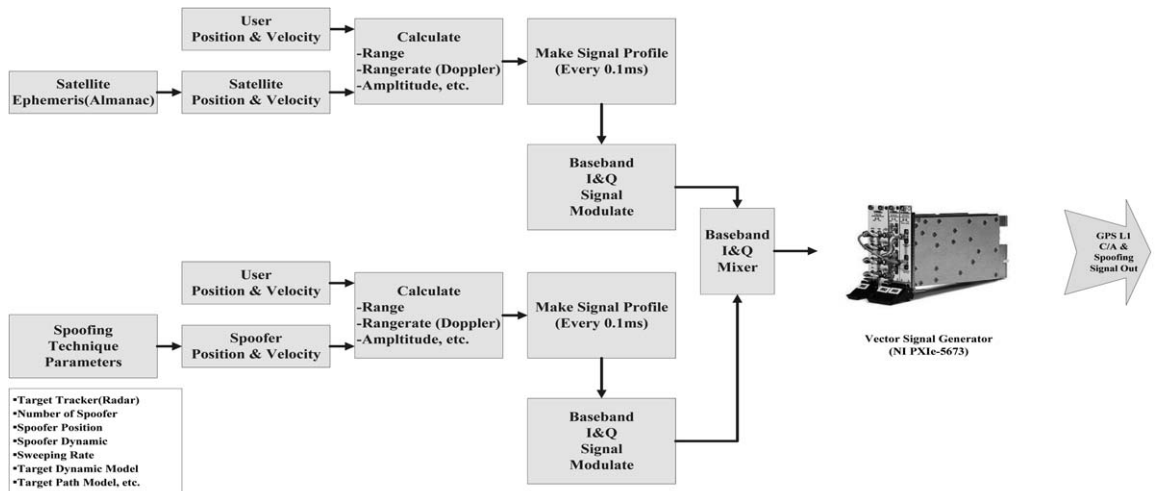 User
Position & Velocity
Satellite
Ephemeris(Almanac)
Satellite
Position & Velocity
Calculate
-Range
-Rangerate (Doppler)
-Ampltitude, etc.
Make Signal Profile
(Every 0.1ms)
Baseband
I&Q
Signal
Modulate
Baseband
I&Q
Mixer
User
Position & Velocity
Spoofing
Technique
Parameters
Spoofer
Position & Velocity
Calculate
-Range
-Rangerate (Doppler)
-Ampltitude, etc.
Make Signal Profile
(Every 0.1ms)
Baseband
I&Q
Signal
Modulate
•Target Tracker(Radar)
•Number of Spoofer
•Spoofer Position
•Spoofer Dynamic
•Sweeping Rate
•Target Dynamic Model
•Target Path Model, etc.
Vector Signal Generator
(NI PXIe-5673)
GPS L1
C/A &
Spoofing
Signal Out